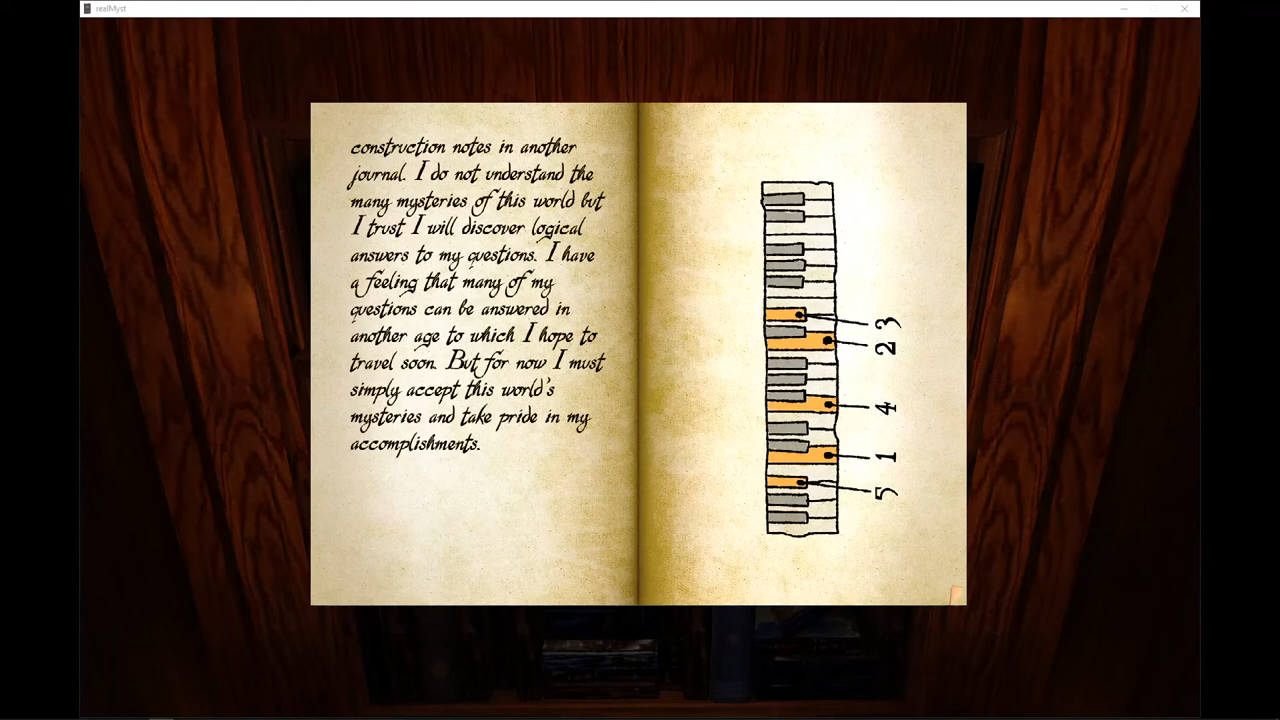 realMyst
construction notes in another
journal. I do not understand the
many mysteries of this world but
I trust I will discover logical
answers to my questions. I have
a feeling that many of my
questions can be answered in
another age to which I hope to
travel soon. But for now I must
simply accept this world's
mysteries and take pride in my
accomplishments.
3
2
4
1
5